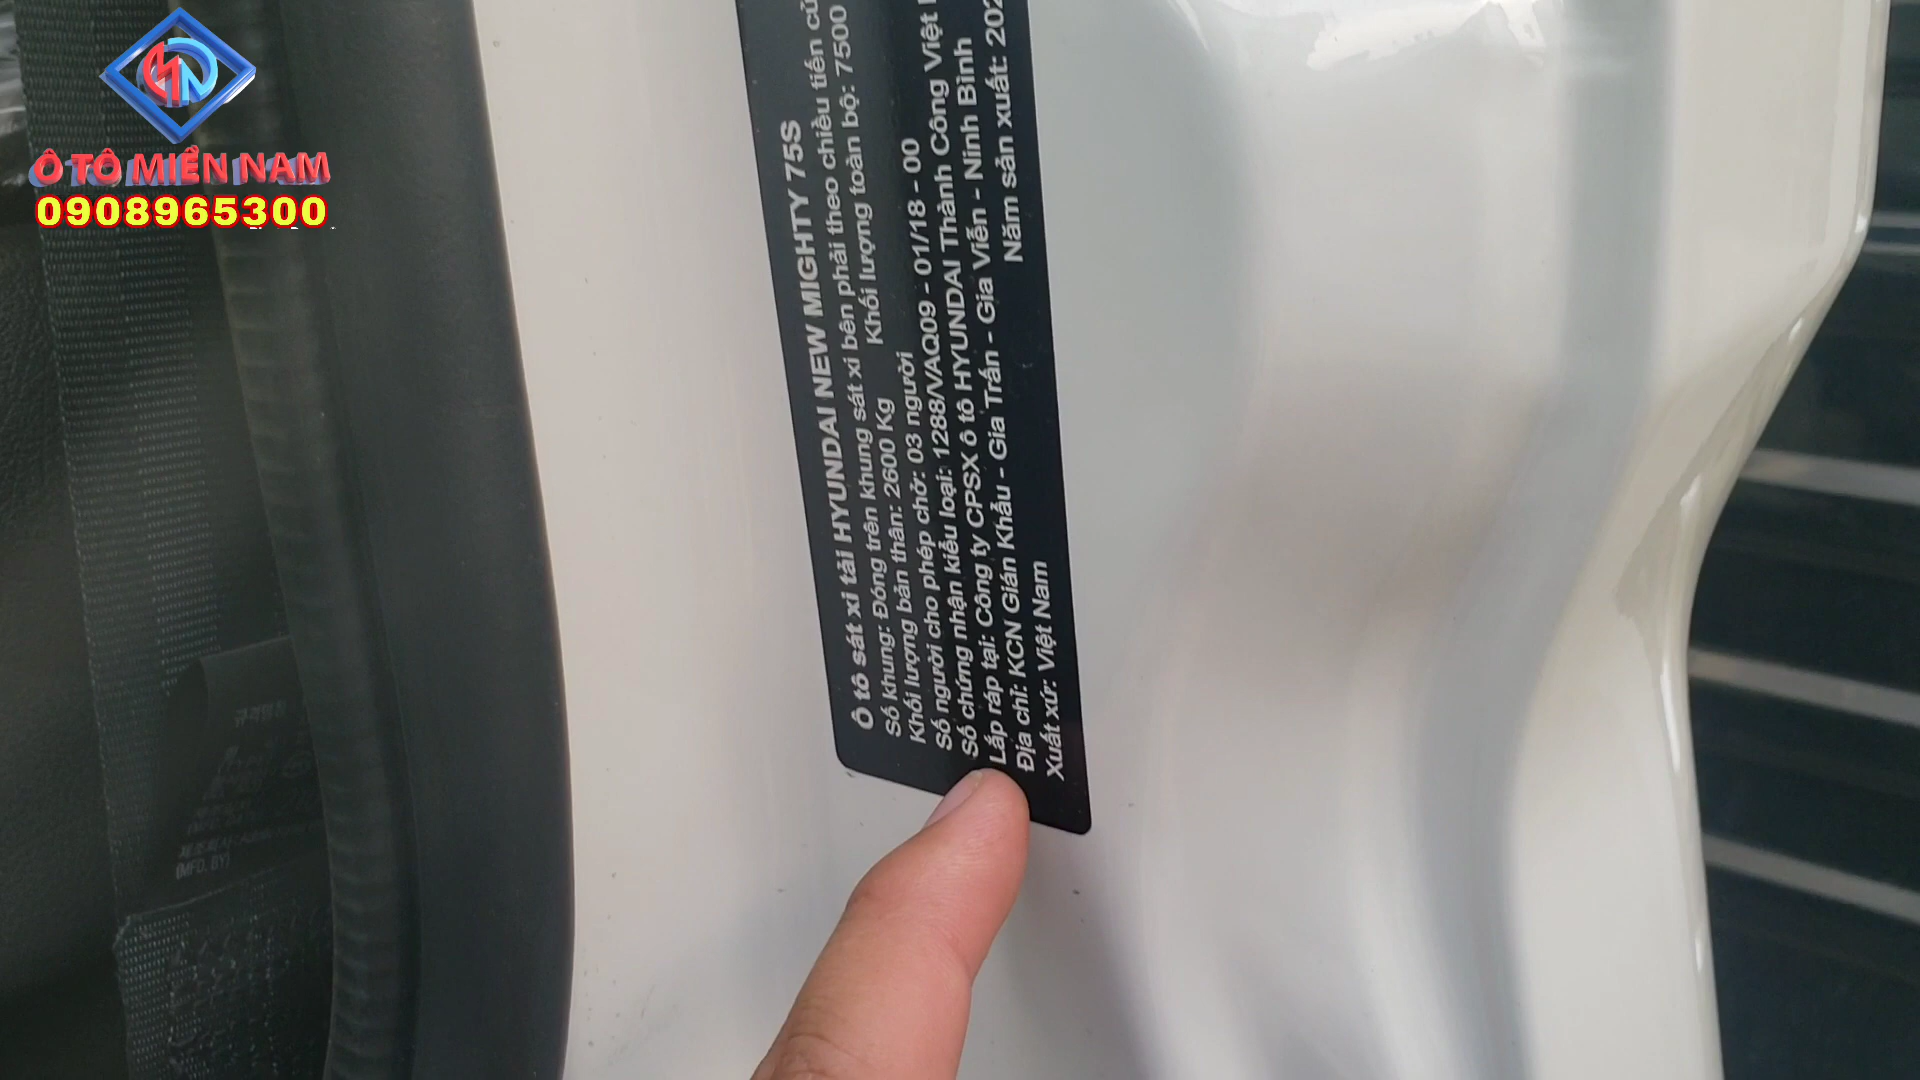 Ô TÔ MIỀN NAM
0908965300
Ô tô sát xi tải HYUNDAI NEW MIGHTY 75S
Số khung: Đóng trên khung sát xi bên phải theo chiều tiến
Khối lượng bản thân: 2600 Kg Khối lượng toàn bộ: 7500
Số người cho phép chở: 03 người
Số chứng nhận kiểu loại: 1288/VAQ09 - 01/18 - 00
Lắp ráp tại: Công ty CPSX ô tô HYUNDAI Thành Công Việt
Địa chỉ: KCN Gián Khẩu - Gia Trấn - Gia Viễn - Ninh Bình
Xuất xứ: Việt Nam Năm sản xuất:
(MFD. BY)